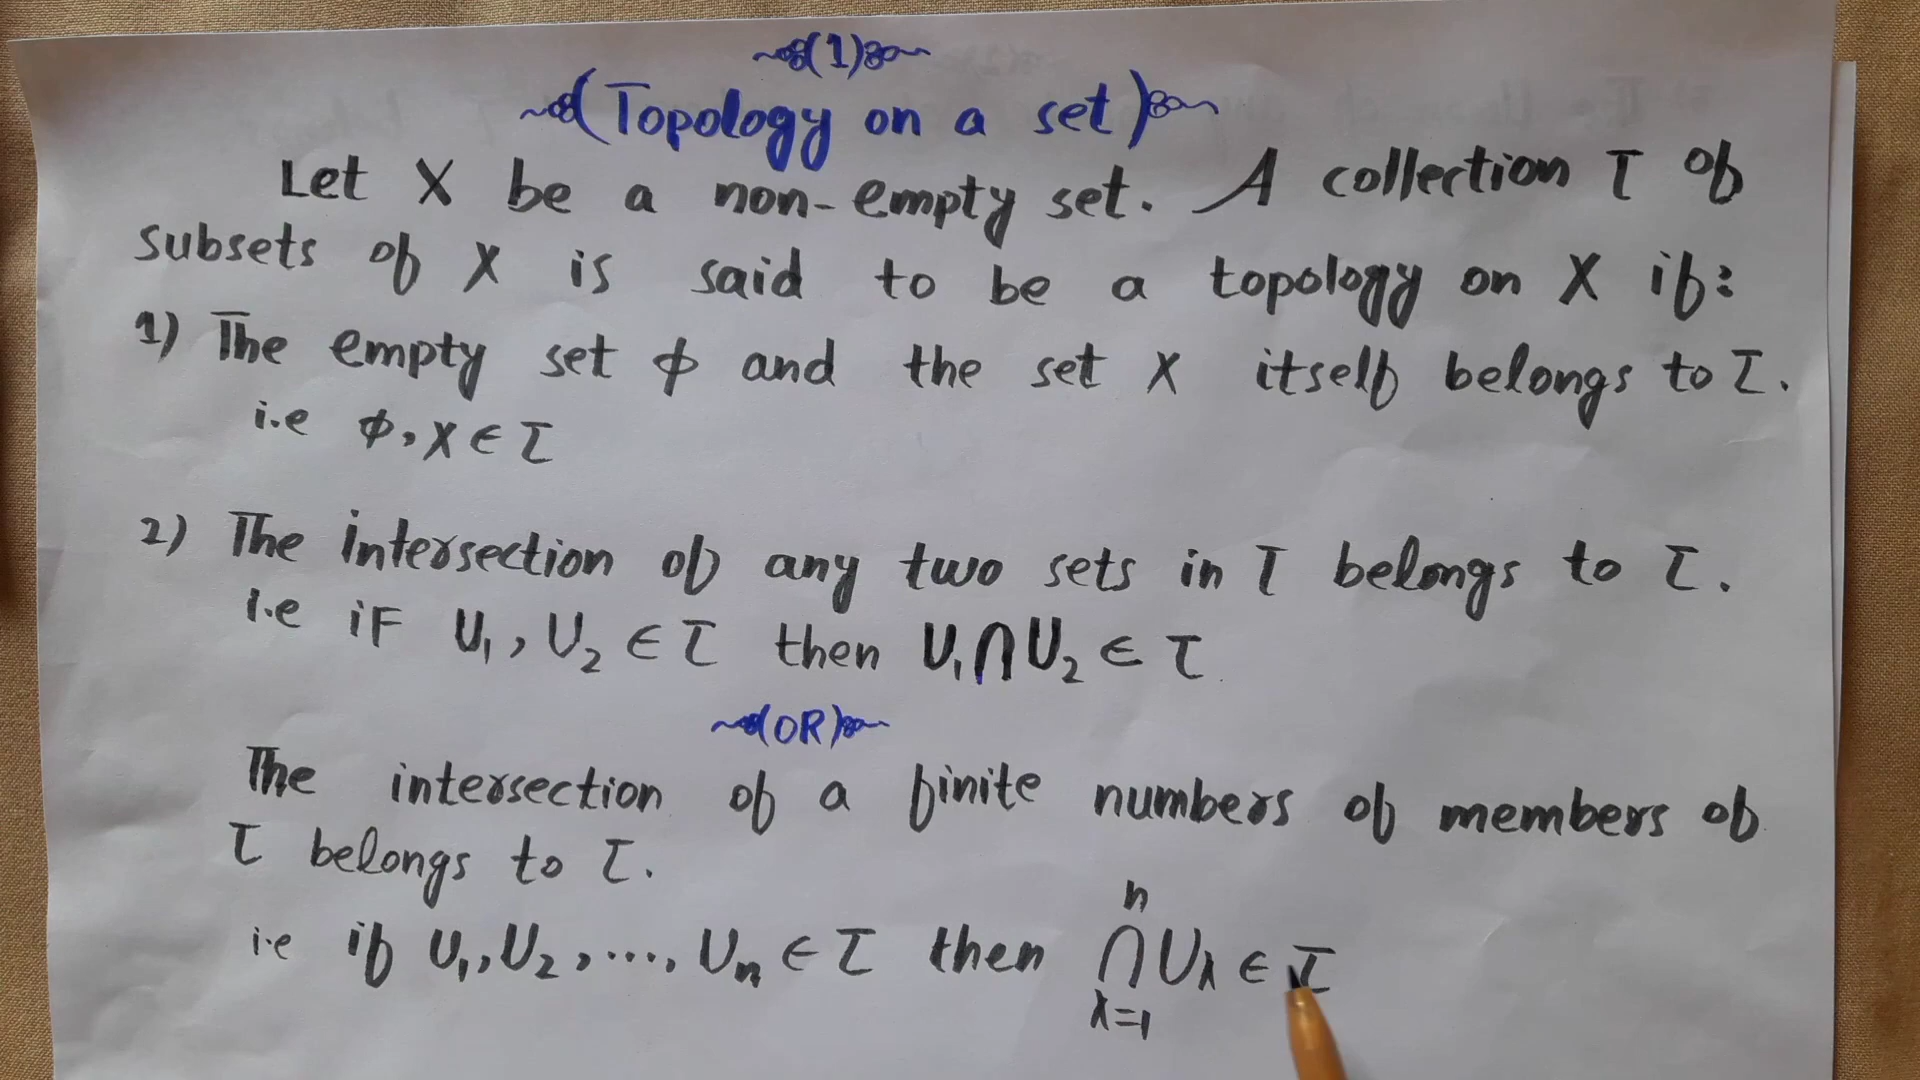 (1)
(Topology on a set)
Let X be a non-empty set. A collection τ of
subsets of X is said to be a topology on X if:
1) The empty set ϕ and the set X itself belongs to τ.
i.e ϕ, X ∈ τ
2) The intersection of any two sets in τ belongs to τ.
i.e iF U₁, U₂ ∈ τ then U₁ ∩ U₂ ∈ τ
(OR)
The intersection of a finite numbers of members of
τ belongs to τ.
i.e if U₁, U₂, ..., Uₙ ∈ τ then ⋂ⁿ_λ=1 U_λ ∈ τ